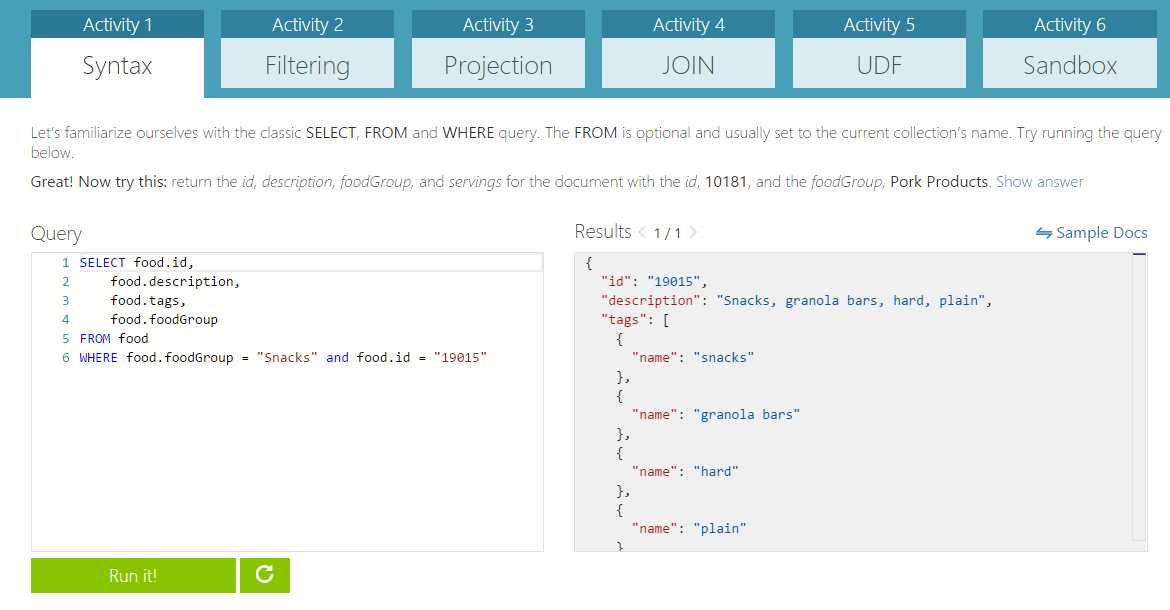 Activity 1 Activity 2 Activity 3 Activity 4 Activity 5 Activity 6
Syntax Filtering Projection JOIN UDF Sandbox
Let's familiarize ourselves with the classic SELECT, FROM and WHERE query. The FROM is optional and usually set to the current collection's name. Try running the query
below.
Great! Now try this: return the id, description, foodGroup, and servings for the document with the id, 10181, and the foodGroup, Pork Products. Show answer
Query
1 SELECT food.id,
2 food.description,
3 food.tags,
4 food.foodGroup
5 FROM food
6 WHERE food.foodGroup = "Snacks" and food.id = "19015"
Run it!
Results < 1 / 1 > ⇋ Sample Docs
{
"id": "19015",
"description": "Snacks, granola bars, hard, plain",
"tags": [
{
"name": "snacks"
},
{
"name": "granola bars"
},
{
"name": "hard"
},
{
"name": "plain"
}